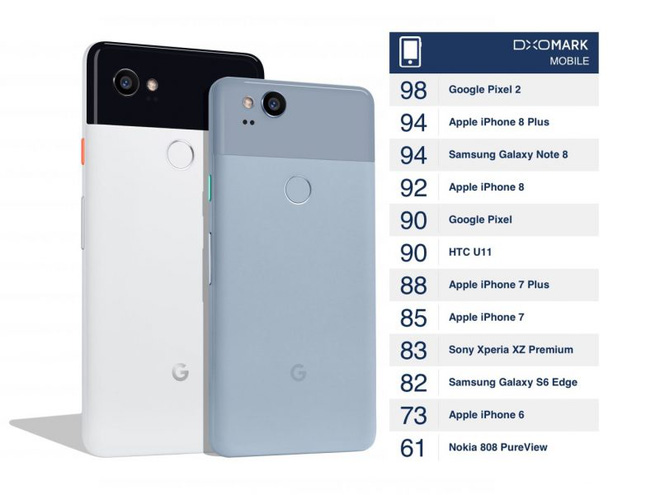 DXOMARK
MOBILE
98 Google Pixel 2
94 Apple iPhone 8 Plus
94 Samsung Galaxy Note 8
92 Apple iPhone 8
90 Google Pixel
90 HTC U11
88 Apple iPhone 7 Plus
85 Apple iPhone 7
83 Sony Xperia XZ Premium
82 Samsung Galaxy S6 Edge
73 Apple iPhone 6
61 Nokia 808 PureView
G G